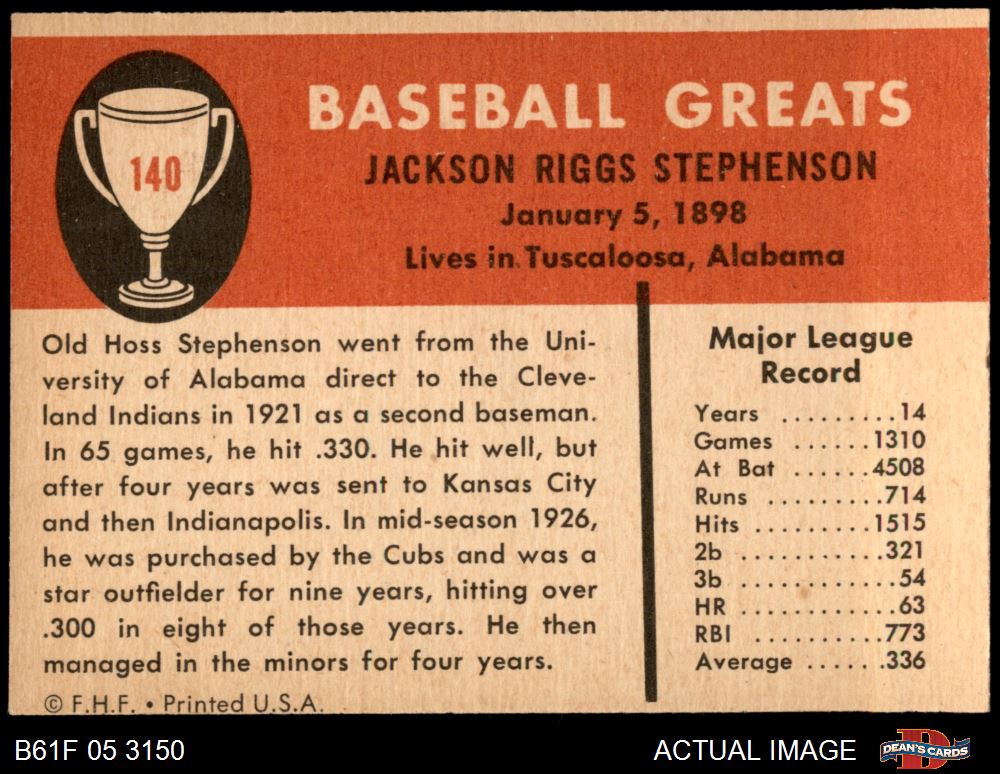 140
BASEBALL GREATS
JACKSON RIGGS STEPHENSON
January 5, 1898
Lives in Tuscaloosa, Alabama
Old Hoss Stephenson went from the Uni-
versity of Alabama direct to the Cleve-
land Indians in 1921 as a second baseman.
In 65 games, he hit .330. He hit well, but
after four years was sent to Kansas City
and then Indianapolis. In mid-season 1926,
he was purchased by the Cubs and was a
star outfielder for nine years, hitting over
.300 in eight of those years. He then
managed in the minors for four years.
© F.H.F. • Printed U.S.A.
Major League
Record
Years .........14
Games ......1310
At Bat ......4508
Runs .........714
Hits .........1515
2b ...........321
3b ............54
HR ............63
RBI ..........773
Average ......336
B61F 05 3150
ACTUAL IMAGE
DEAN'S CARDS